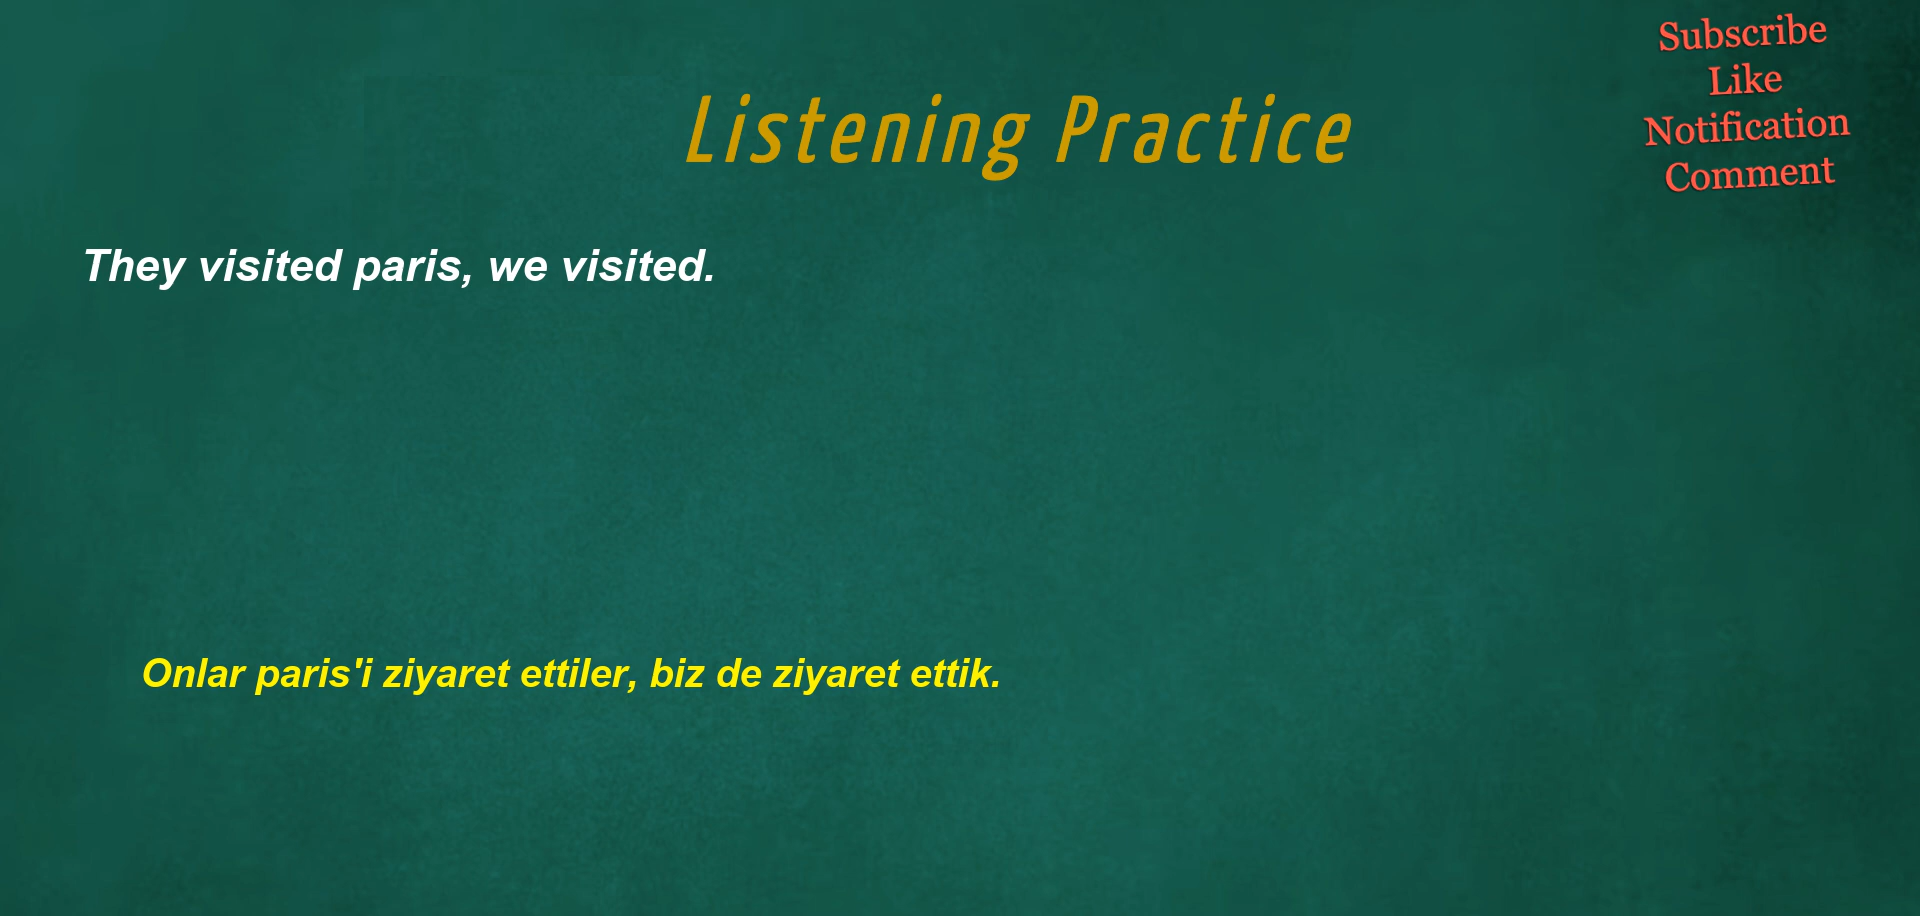 Subscribe
Like
Notification
Comment
Listening Practice
They visited paris, we visited.
Onlar paris'i ziyaret ettiler, biz de ziyaret ettik.